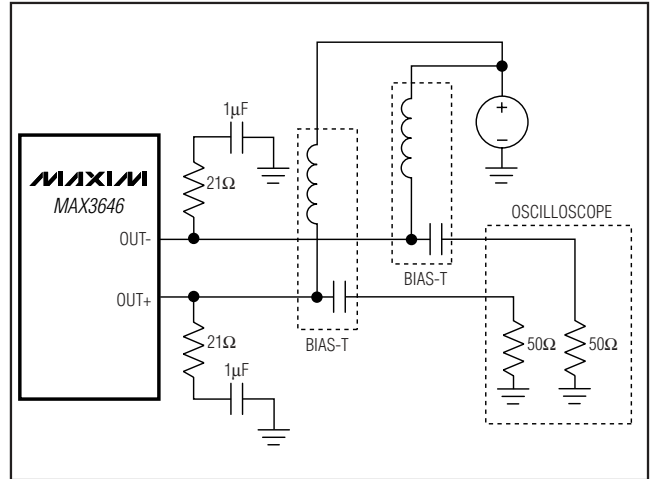 1μF
MAXIM
MAX3646
21Ω
+
−
OSCILLOSCOPE
OUT-
BIAS-T
OUT+
21Ω
BIAS-T
50Ω
50Ω
1μF